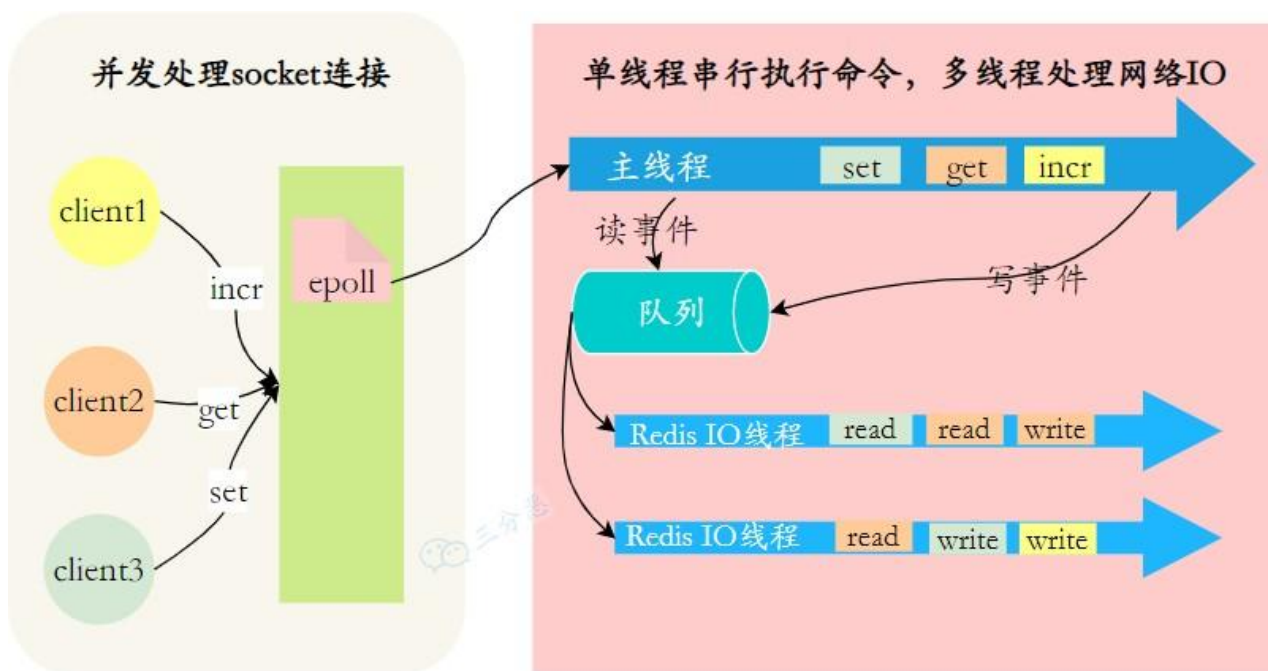 并发处理socket连接
client1
incr
client2
get
client3
set
epoll
单线程串行执行命令，多线程处理网络IO
主线程
set
get
incr
读事件
写事件
队列
Redis IO线程
read
read
write
Redis IO线程
read
write
write
三分恶